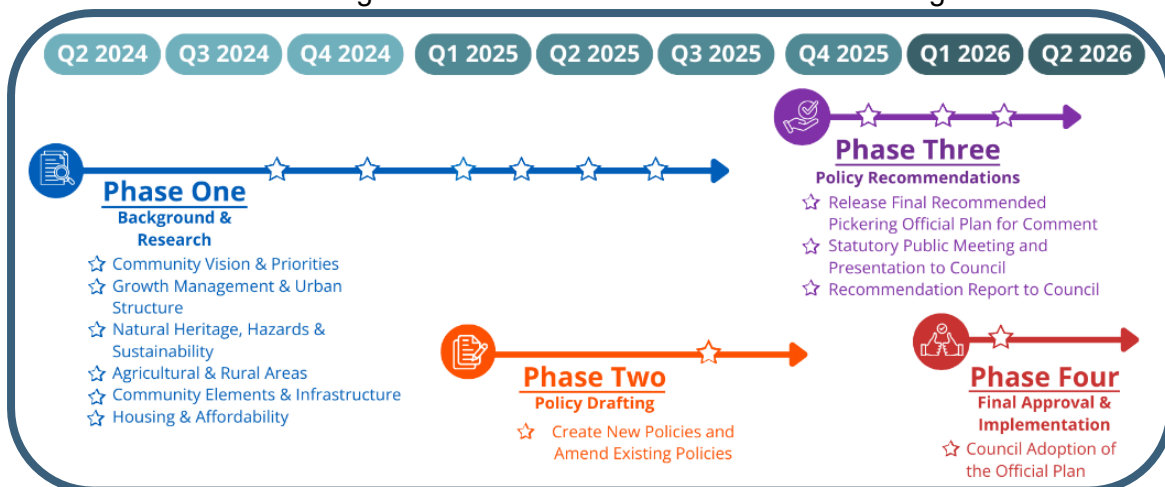 Q2 2024 Q3 2024 Q4 2024 Q1 2025 Q2 2025 Q3 2025 Q4 2025 Q1 2026 Q2 2026
Phase One
Background &
Research
Community Vision & Priorities
Growth Management & Urban
Structure
Natural Heritage, Hazards &
Sustainability
Agricultural & Rural Areas
Community Elements & Infrastructure
Housing & Affordability
Phase Two
Policy Drafting
Create New Policies and
Amend Existing Policies
Phase Three
Policy Recommendations
Release Final Recommended
Pickering Official Plan for Comment
Statutory Public Meeting and
Presentation to Council
Recommendation Report to Council
Phase Four
Final Approval &
Implementation
Council Adoption of
the Official Plan